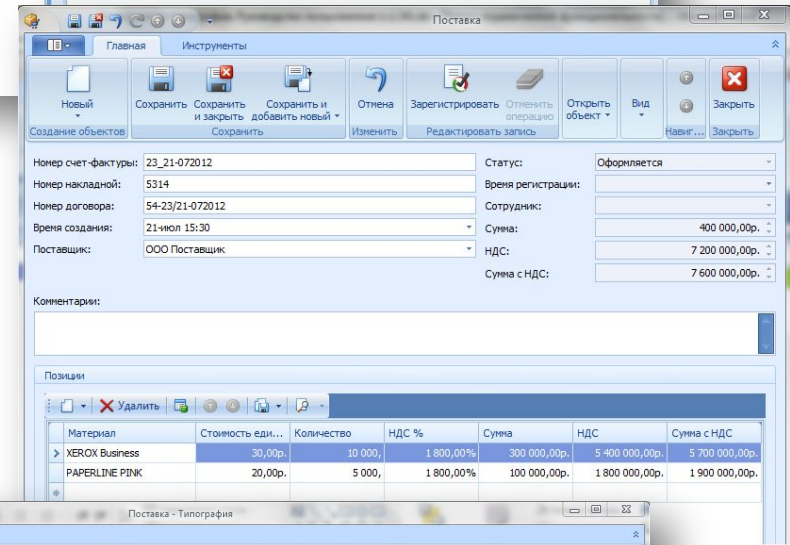 Поставка
Главная Инструменты
Новый Сохранить Сохранить и закрыть Сохранить и добавить новый Отмена Зарегистрировать Отменить операцию Открыть объект Вид Закрыть
Создание объектов Сохранить Изменить Редактировать запись Навиг... Закрыть
Номер счет-фактуры: 23_21-072012 Статус: Оформляется
Номер накладной: 5314 Время регистрации:
Номер договора: 54-23/21-072012 Сотрудник:
Время создания: 21-июл 15:30 Сумма: 400 000,00р.
Поставщик: ООО Поставщик НДС: 7 200 000,00р.
Сумма с НДС: 7 600 000,00р.
Комментарии:
Позиции
Удалить
Материал Стоимость еди... Количество НДС % Сумма НДС Сумма с НДС
XEROX Business 30,00р. 10 000, 1 800,00% 300 000,00р. 5 400 000,00р. 5 700 000,00р.
PAPERLINE PINK 20,00р. 5 000, 1 800,00% 100 000,00р. 1 800 000,00р. 1 900 000,00р.
Поставка - Типография